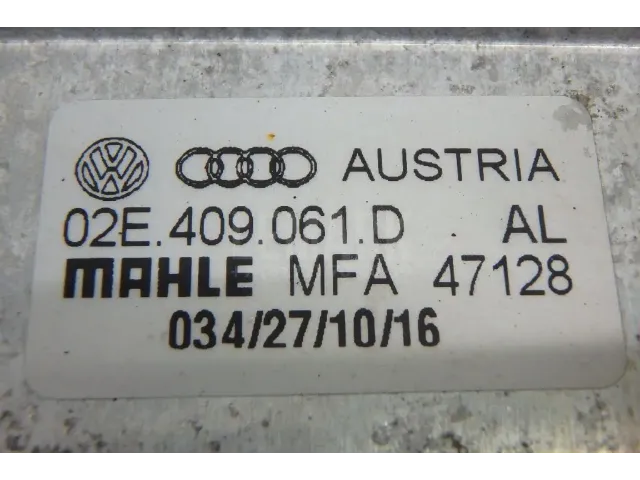 AUSTRIA
02E.409.061.D AL
MAHLE MFA 47128
034/27/10/16